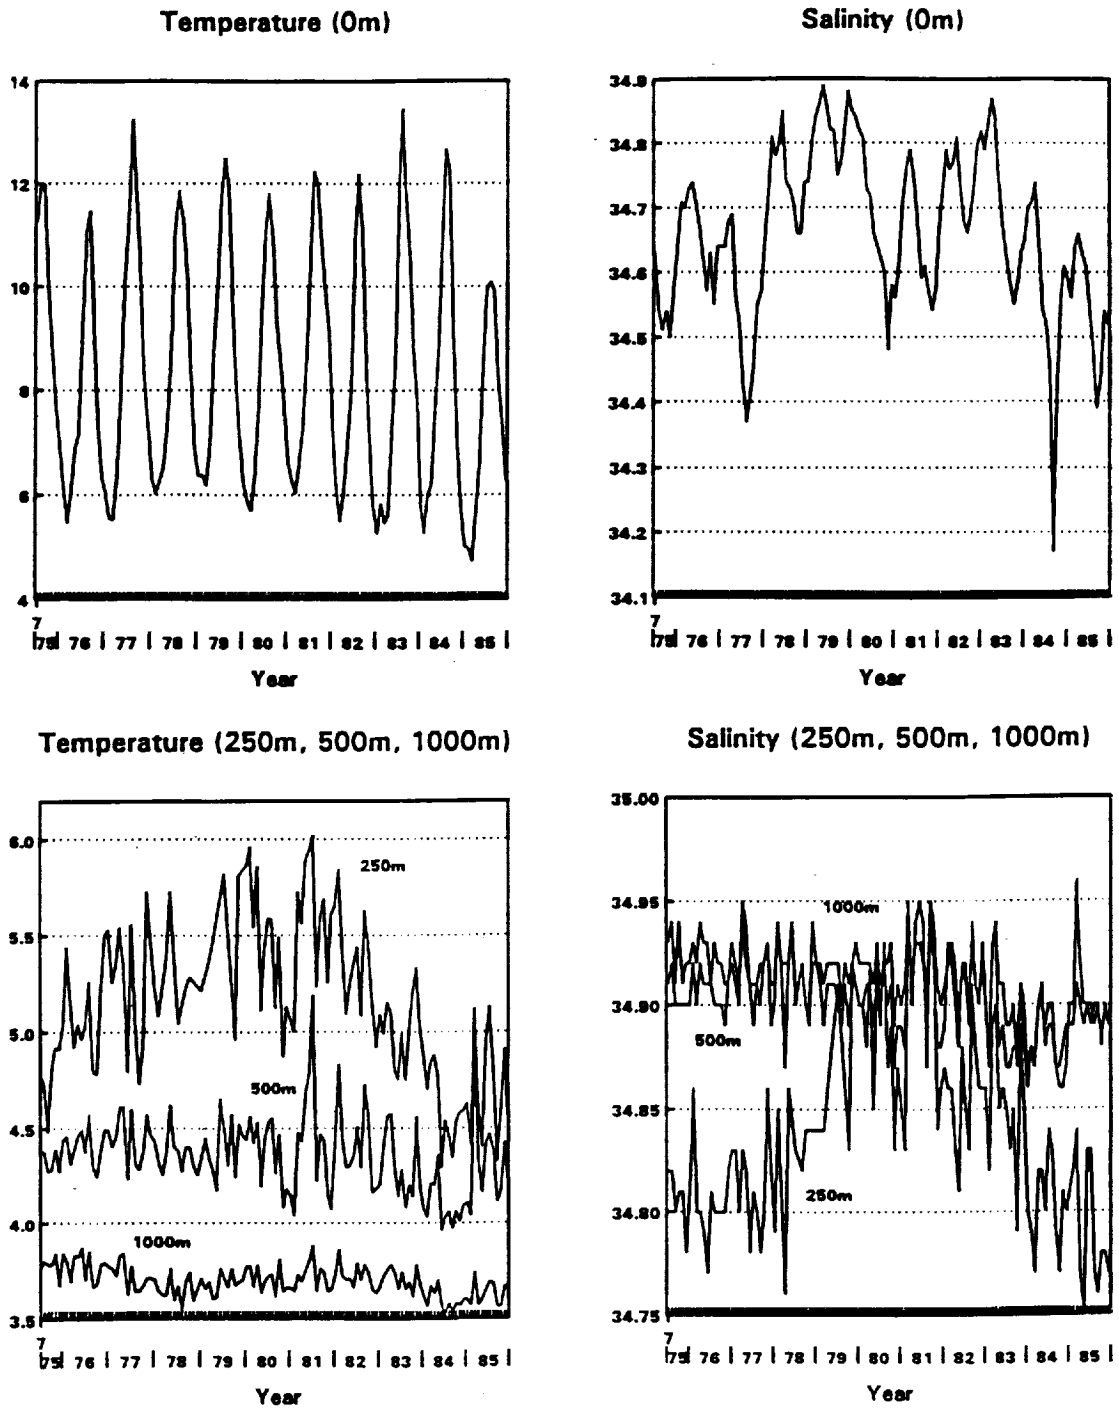 Temperature (0m)
14
12
10
8
6
4
7
75 | 76 | 77 | 78 | 79 | 80 | 81 | 82 | 83 | 84 | 85 |
Year
Salinity (0m)
34.9
34.8
34.7
34.6
34.5
34.4
34.3
34.2
34.1
7
75 | 76 | 77 | 78 | 79 | 80 | 81 | 82 | 83 | 84 | 85 |
Year
Temperature (250m, 500m, 1000m)
6.0
5.5
5.0
4.5
4.0
3.5
250m
500m
1000m
7
75 | 76 | 77 | 78 | 79 | 80 | 81 | 82 | 83 | 84 | 85 |
Year
Salinity (250m, 500m, 1000m)
35.00
34.95
34.90
34.85
34.80
34.75
1000m
500m
250m
7
75 | 76 | 77 | 78 | 79 | 80 | 81 | 82 | 83 | 84 | 85 |
Year